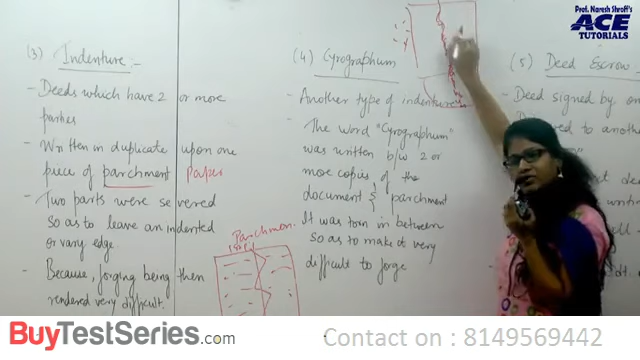 Prof. Naresh Shroff's
ACE
TUTORIALS
(3) Indenture :-
- Deeds which have 2 or more
parties
- Written in duplicate upon one
piece of parchment paper
- Two parts were severed
so as to leave an indented
or vary edge
- Because, forging being then
rendered very difficult.
Parchmen
(4) Cyrographum
- Another type of indenture
- The Word "Cyrographum"
was written b/w 2 or
more copies of the
document & parchment
- It was torn in between
so as to make it very
difficult to forge
(5) Deed Escrow :-
Deed signed by on
to anoth
BuyTestSeries.com
Contact on : 8149569442